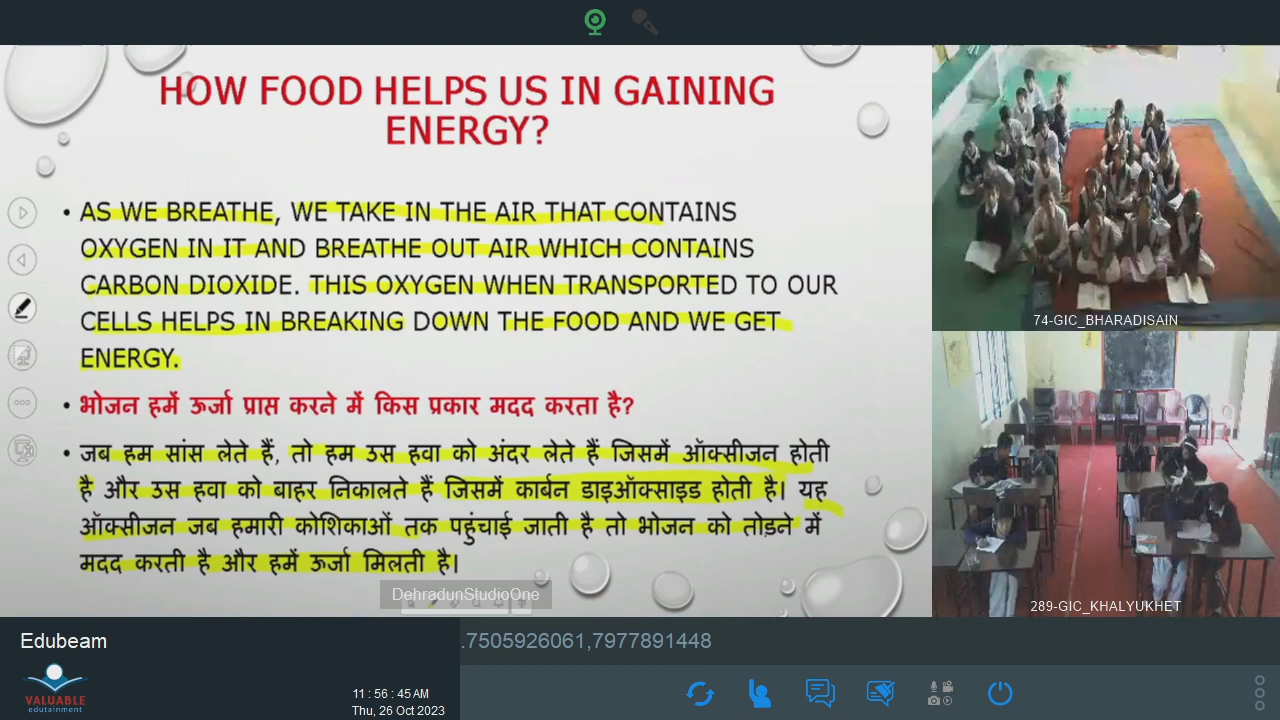 HOW FOOD HELPS US IN GAINING
ENERGY?
• AS WE BREATHE, WE TAKE IN THE AIR THAT CONTAINS
OXYGEN IN IT AND BREATHE OUT AIR WHICH CONTAINS
CARBON DIOXIDE. THIS OXYGEN WHEN TRANSPORTED TO OUR
CELLS HELPS IN BREAKING DOWN THE FOOD AND WE GET
ENERGY.
• भोजन हमें ऊर्जा प्राप्त करने में किस प्रकार मदद करता है?
• जब हम सांस लेते हैं, तो हम उस हवा को अंदर लेते हैं जिसमें ऑक्सीजन होती
है और उस हवा को बाहर निकालते हैं जिसमें कार्बन डाइऑक्साइड होती है। यह
ऑक्सीजन जब हमारी कोशिकाओं तक पहुंचाई जाती है तो भोजन को तोड़ने में
मदद करती है और हमें ऊर्जा मिलती है।
DehradunStudioOne
74-GIC_BHARADISAIN
289-GIC_KHALYUKHET
Edubeam
.7505926061,7977891448
VALUABLE
edutainment
11 : 56 : 45 AM
Thu, 26 Oct 2023